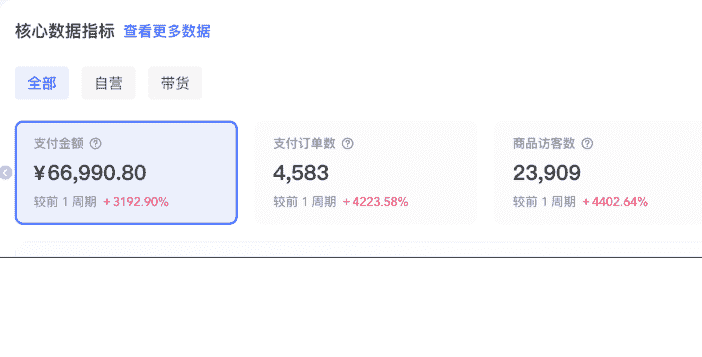 核心数据指标 查看更多数据
全部 自营 带货
支付金额 支付订单数 商品访客数
¥66,990.80 4,583 23,909
较前 1 周期 +3192.90% 较前 1 周期 +4223.58% 较前 1 周期 +4402.64%